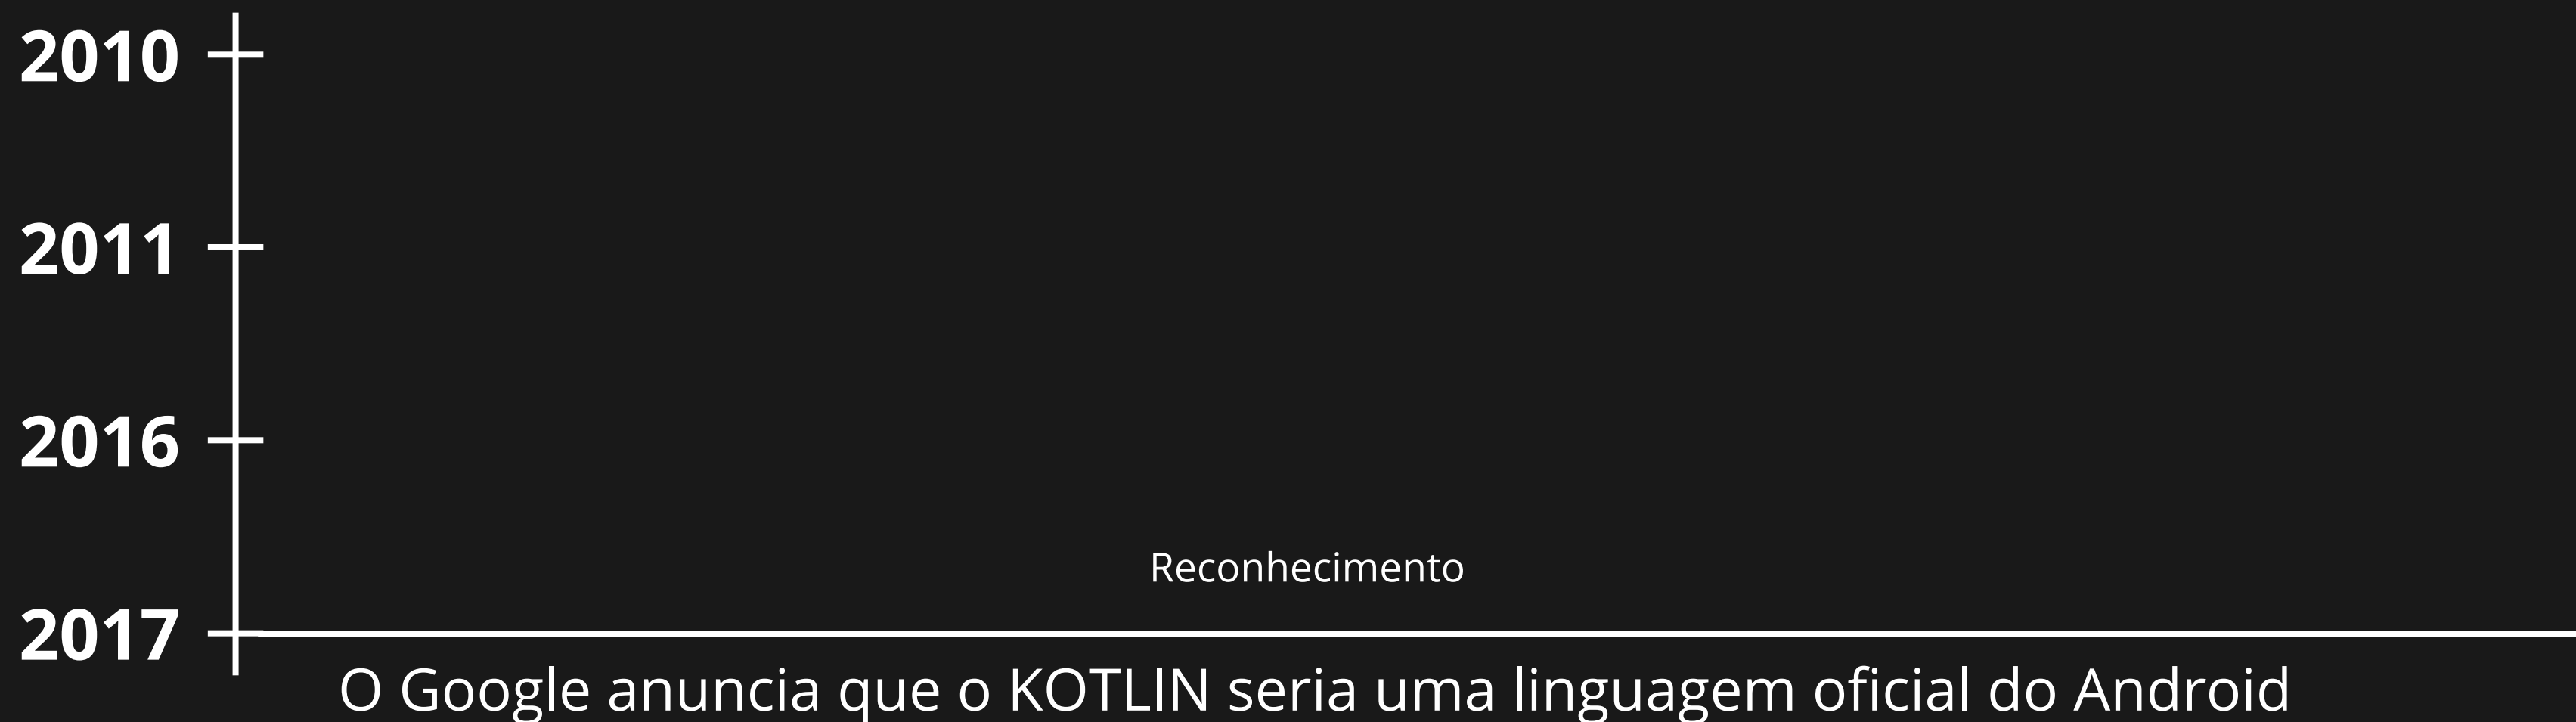 2010
2011
2016
Reconhecimento
2017
O Google anuncia que o KOTLIN seria uma linguagem oficial do Android